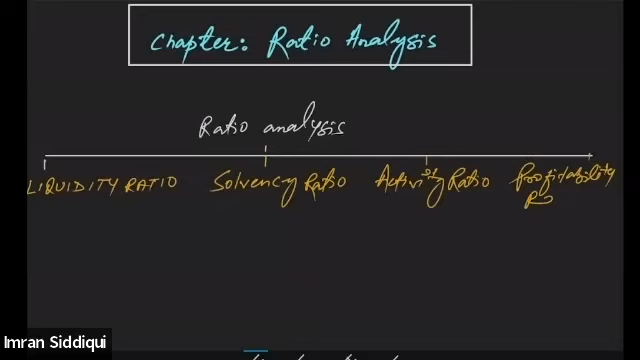 Chapter: Ratio Analysis
Ratio analysis
LIQUIDITY RATIO Solvency Ratio Activity Ratio Profitability
Imran Siddiqui